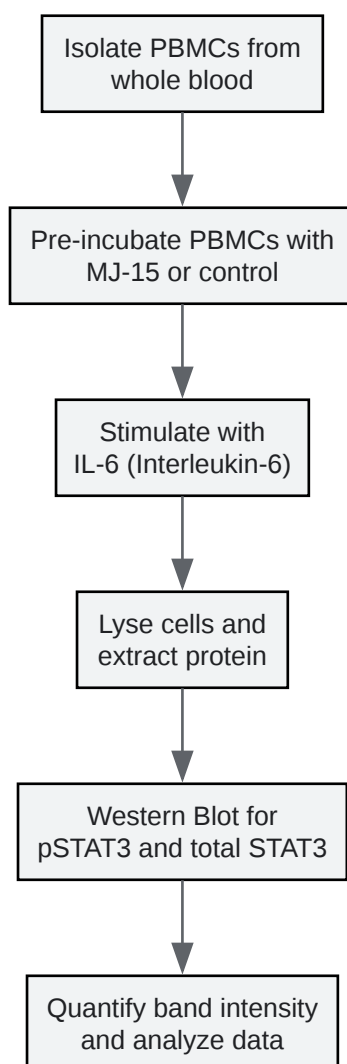 Isolate PBMCs from
whole blood
Pre-incubate PBMCs with
MJ-15 or control
Stimulate with
IL-6 (Interleukin-6)
Lyse cells and
extract protein
Western Blot for
pSTAT3 and total STAT3
Quantify band intensity
and analyze data